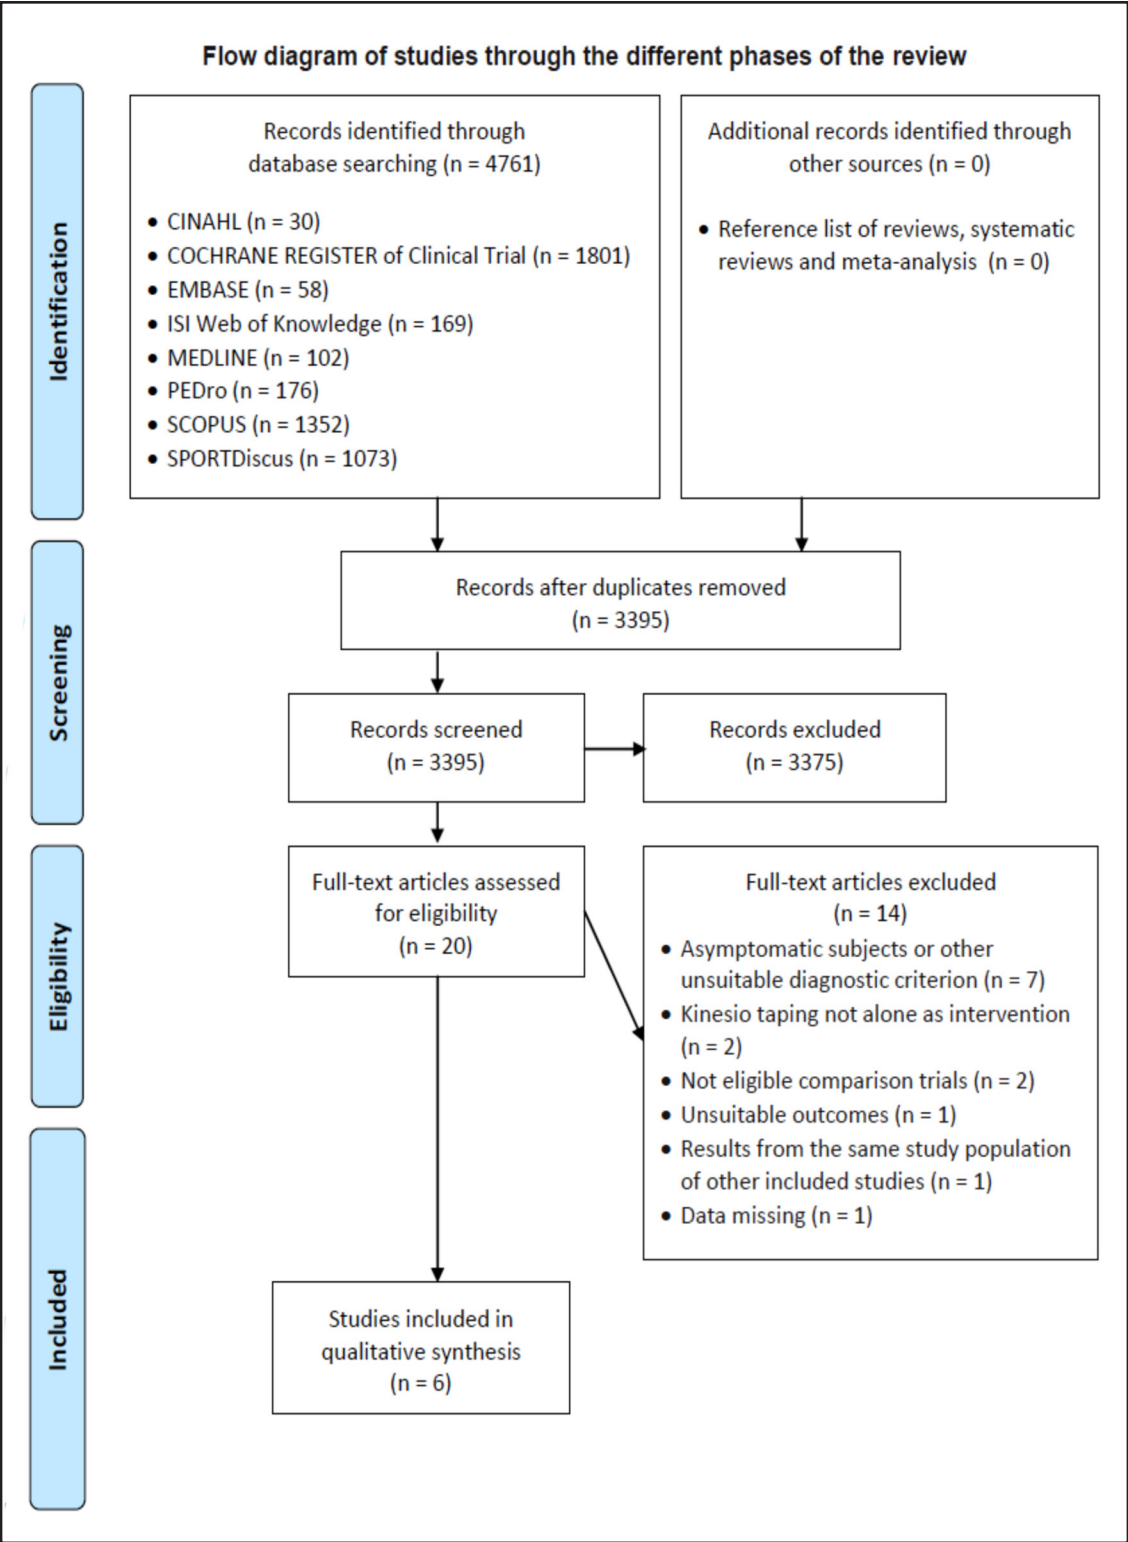 Flow diagram of studies through the different phases of the review
Identification
Records identified through
database searching (n = 4761)
• CINAHL (n = 30)
• COCHRANE REGISTER of Clinical Trial (n = 1801)
• EMBASE (n = 58)
• ISI Web of Knowledge (n = 169)
• MEDLINE (n = 102)
• PEDro (n = 176)
• SCOPUS (n = 1352)
• SPORTDiscus (n = 1073)
Additional records identified through
other sources (n = 0)
• Reference list of reviews, systematic
reviews and meta-analysis (n = 0)
Screening
Records after duplicates removed
(n = 3395)
Records screened
(n = 3395)
Records excluded
(n = 3375)
Eligibility
Full-text articles assessed
for eligibility
(n = 20)
Full-text articles excluded
(n = 14)
• Asymptomatic subjects or other
unsuitable diagnostic criterion (n = 7)
• Kinesio taping not alone as intervention
(n = 2)
• Not eligible comparison trials (n = 2)
• Unsuitable outcomes (n = 1)
• Results from the same study population
of other included studies (n = 1)
• Data missing (n = 1)
Included
Studies included in
qualitative synthesis
(n = 6)